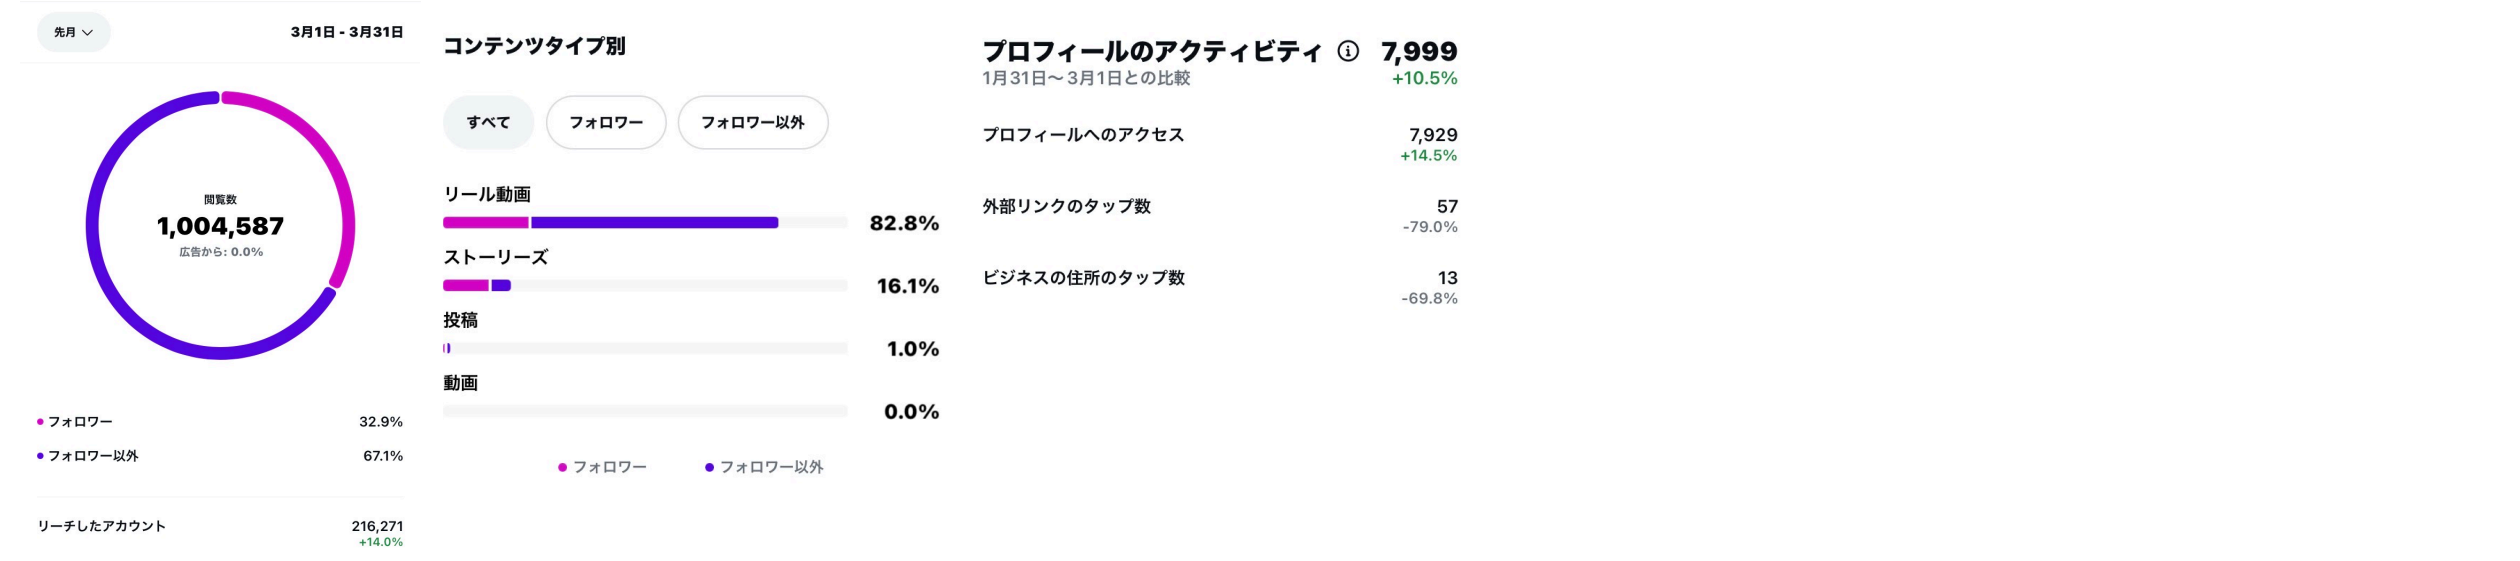 先月
3月1日 - 3月31日
閲覧数
1,004,587
広告から: 0.0%
フォロワー 32.9%
フォロワー以外 67.1%
リーチしたアカウント 216,271
+14.0%
コンテンツタイプ別
すべて フォロワー フォロワー以外
リール動画
82.8%
ストーリーズ
16.1%
投稿
1.0%
動画
0.0%
フォロワー フォロワー以外
プロフィールのアクティビティ 7,999
1月31日〜3月1日との比較 +10.5%
プロフィールへのアクセス 7,929
+14.5%
外部リンクのタップ数 57
-79.0%
ビジネスの住所のタップ数 13
-69.8%